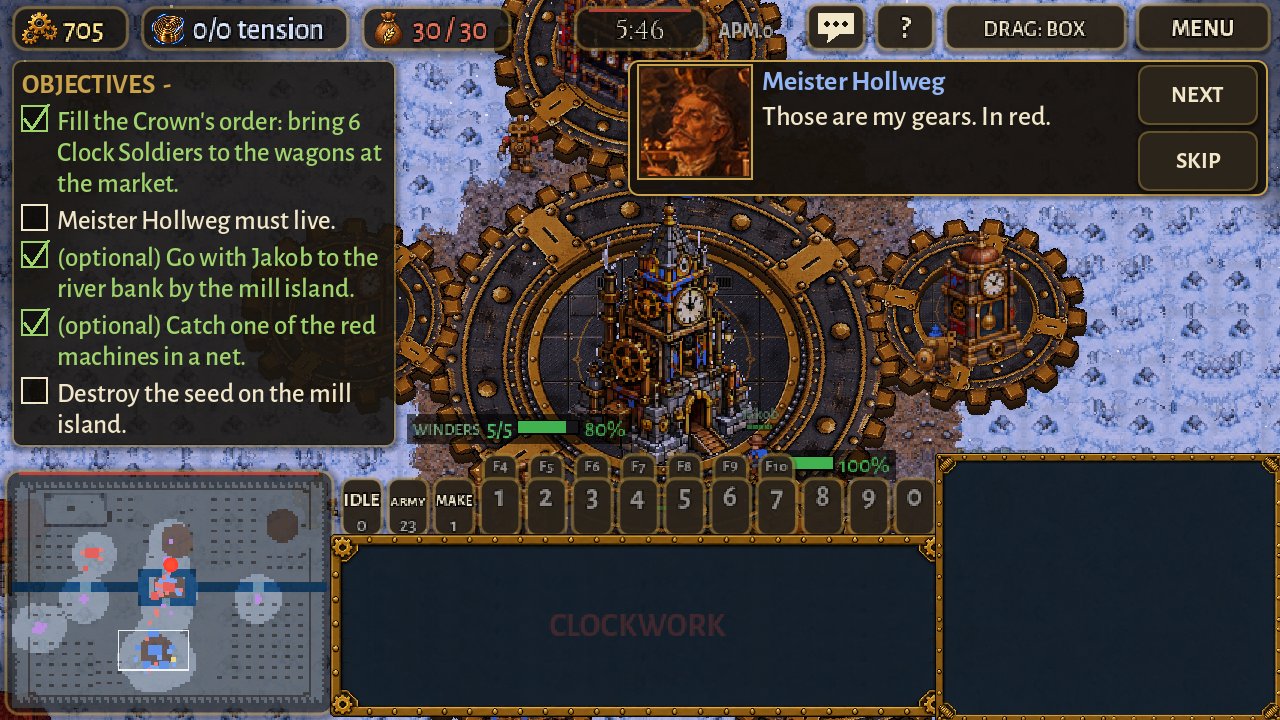 705
0/0 tension
30/30
5:46
APM.0
?
DRAG: BOX
MENU
OBJECTIVES -
Fill the Crown's order: bring 6
Clock Soldiers to the wagons at
the market.
Meister Hollweg must live.
(optional) Go with Jakob to the
river bank by the mill island.
(optional) Catch one of the red
machines in a net.
Destroy the seed on the mill
island.
Meister Hollweg
Those are my gears. In red.
NEXT
SKIP
Jakob
WINDERS 5/5 80%
100%
F4 F5 F6 F7 F8 F9 F10
IDLE ARMY MAKE 1 2 3 4 5 6 7 8 9 0
0 23 1
CLOCKWORK